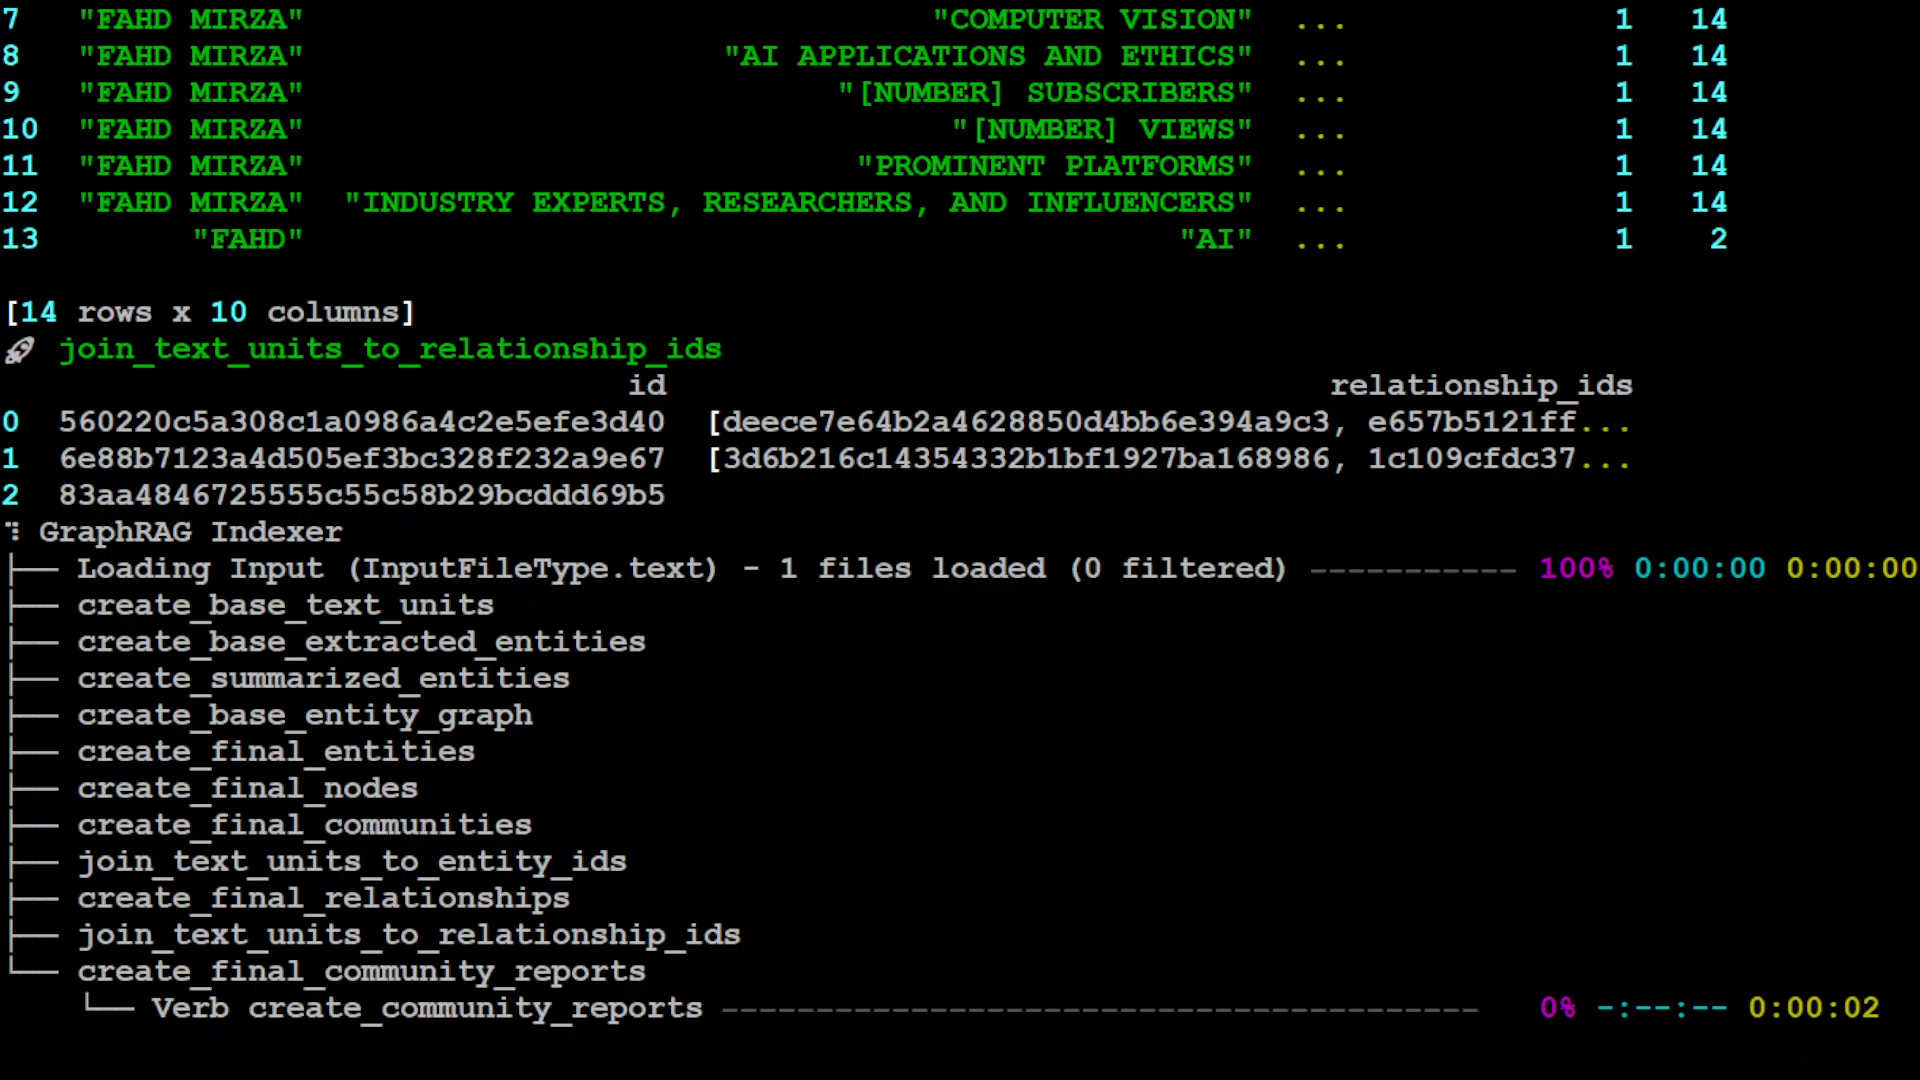 7 "FAHD MIRZA" "COMPUTER VISION" ... 1 14
8 "FAHD MIRZA" "AI APPLICATIONS AND ETHICS" ... 1 14
9 "FAHD MIRZA" "[NUMBER] SUBSCRIBERS" ... 1 14
10 "FAHD MIRZA" "[NUMBER] VIEWS" ... 1 14
11 "FAHD MIRZA" "PROMINENT PLATFORMS" ... 1 14
12 "FAHD MIRZA" "INDUSTRY EXPERTS, RESEARCHERS, AND INFLUENCERS" ... 1 14
13 "FAHD" "AI" ... 1 2
[14 rows x 10 columns]
🚀 join_text_units_to_relationship_ids
id relationship_ids
0 560220c5a308c1a0986a4c2e5efe3d40 [deece7e64b2a4628850d4bb6e394a9c3, e657b5121ff...
1 6e88b7123a4d505ef3bc328f232a9e67 [3d6b216c14354332b1bf1927ba168986, 1c109cfdc37...
2 83aa4846725555c55c58b29bcddd69b5
⠹ GraphRAG Indexer
├── Loading Input (InputFileType.text) - 1 files loaded (0 filtered) ----------- 100% 0:00:00 0:00:00
├── create_base_text_units
├── create_base_extracted_entities
├── create_summarized_entities
├── create_base_entity_graph
├── create_final_entities
├── create_final_nodes
├── create_final_communities
├── join_text_units_to_entity_ids
├── create_final_relationships
├── join_text_units_to_relationship_ids
└── create_final_community_reports
└── Verb create_community_reports ---------------------------------------- 0% -:--:-- 0:00:02